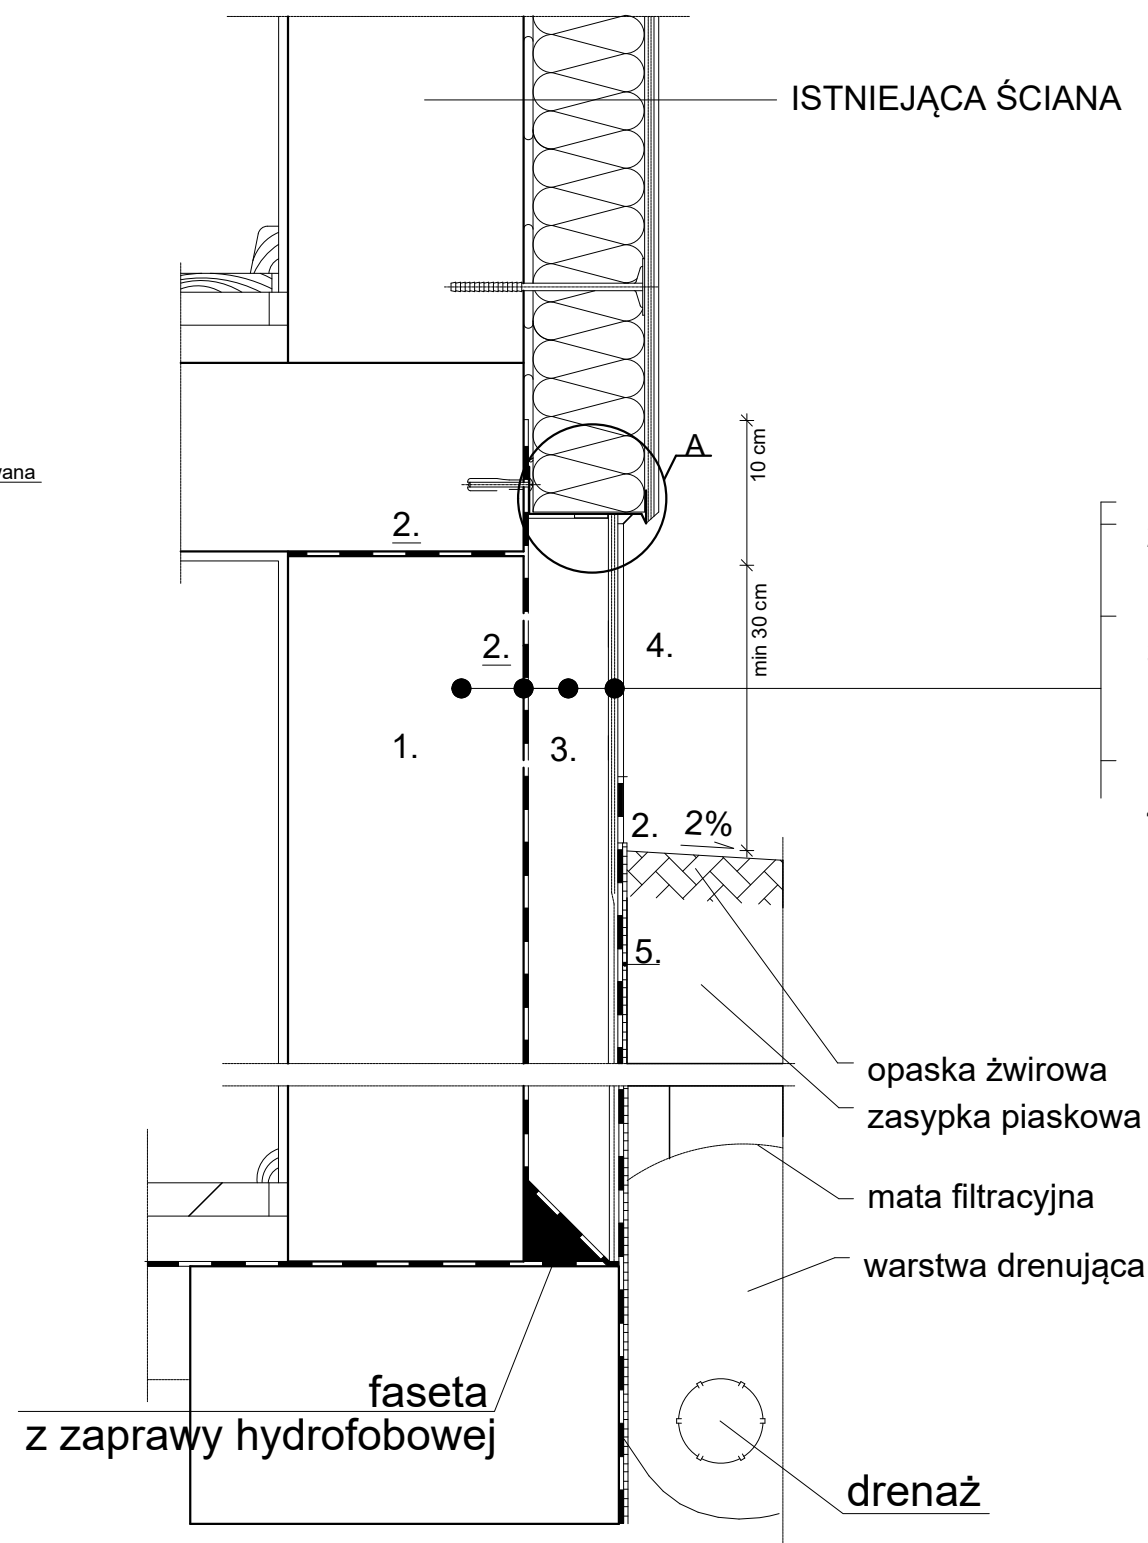 ISTNIEJĄCA ŚCIANA
A
10 cm
2.
min 30 cm
2.
4.
1.
3.
2.
2%
5.
opaska żwirowa
zasypka piaskowa
mata filtracyjna
warstwa drenująca
faseta
z zaprawy hydrofobowej
drenaż